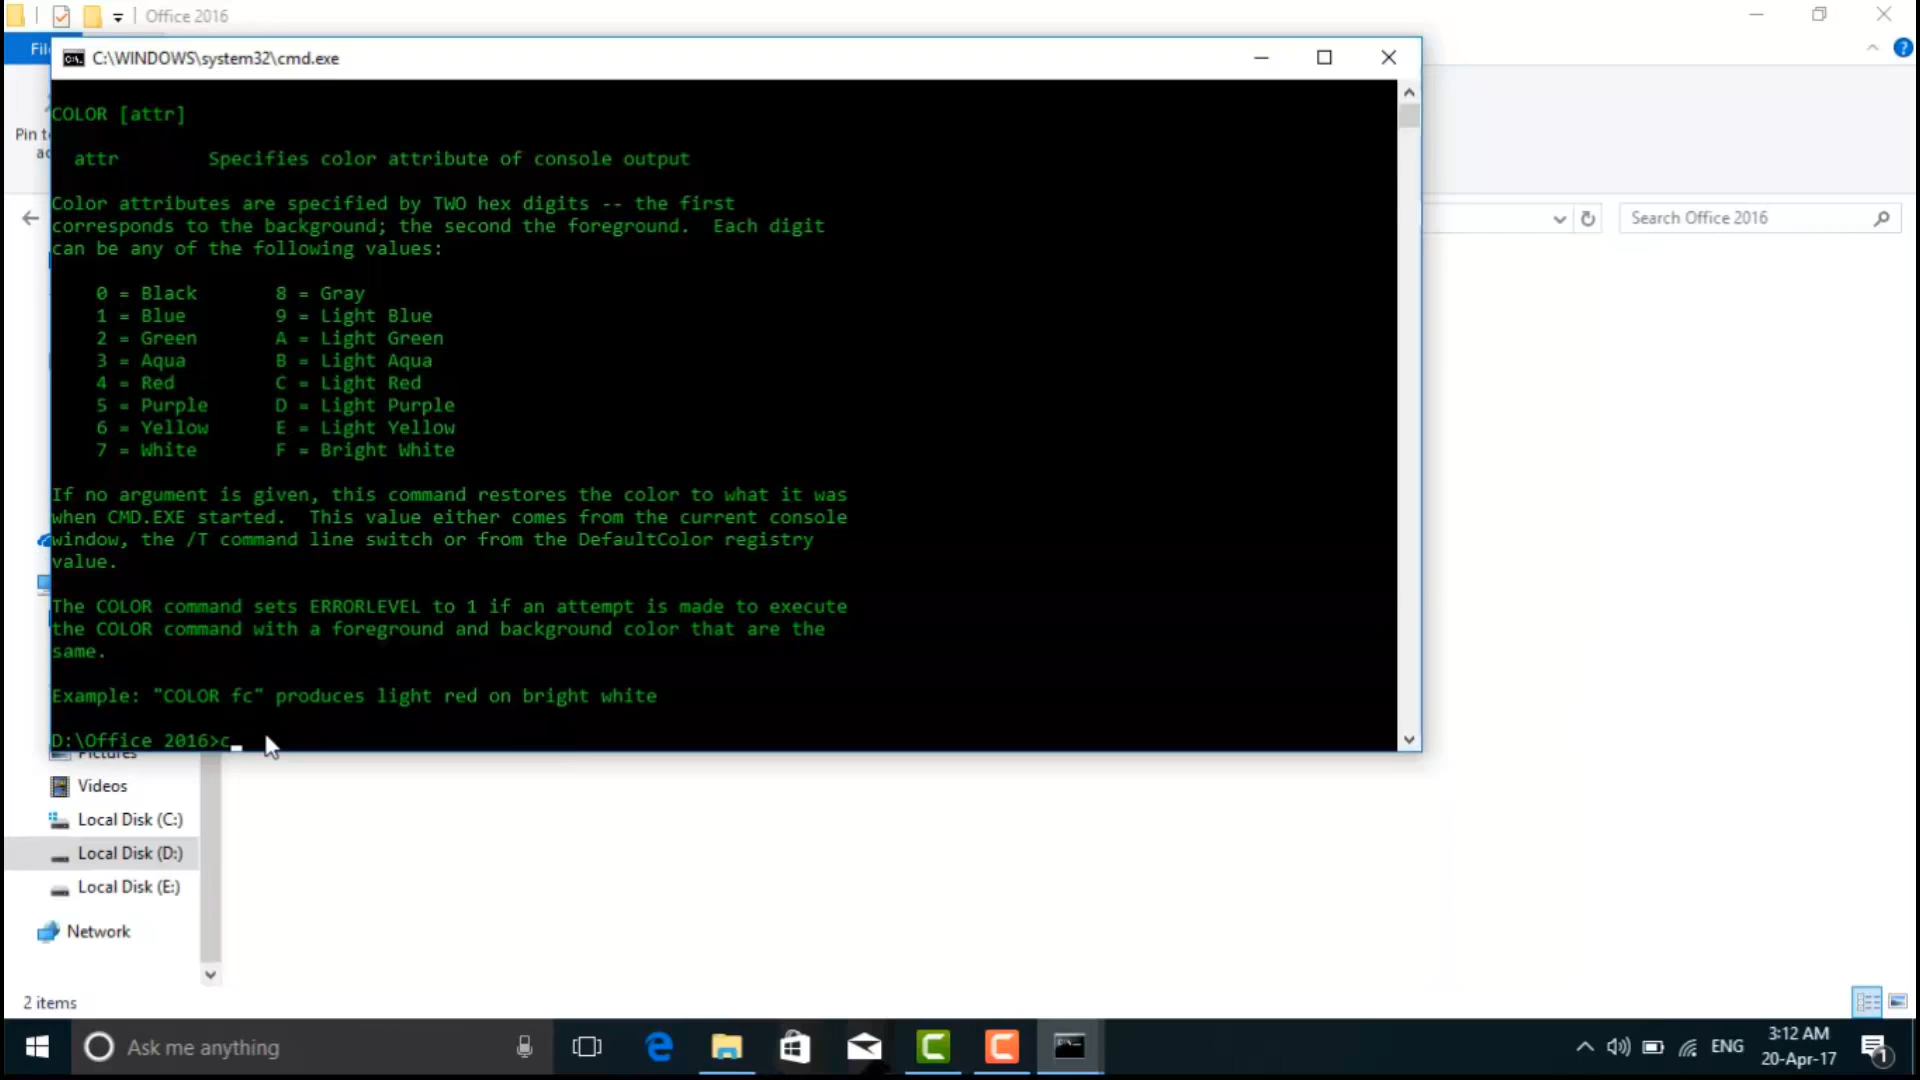 Office 2016
Fil
C:\WINDOWS\system32\cmd.exe
Pin t
ac
Search Office 2016
COLOR [attr]
attr Specifies color attribute of console output
Color attributes are specified by TWO hex digits -- the first
corresponds to the background; the second the foreground. Each digit
can be any of the following values:
0 = Black 8 = Gray
1 = Blue 9 = Light Blue
2 = Green A = Light Green
3 = Aqua B = Light Aqua
4 = Red C = Light Red
5 = Purple D = Light Purple
6 = Yellow E = Light Yellow
7 = White F = Bright White
If no argument is given, this command restores the color to what it was
when CMD.EXE started. This value either comes from the current console
window, the /T command line switch or from the DefaultColor registry
value.
The COLOR command sets ERRORLEVEL to 1 if an attempt is made to execute
the COLOR command with a foreground and background color that are the
same.
Example: "COLOR fc" produces light red on bright white
D:\Office 2016>c_
Pictures
Videos
Local Disk (C:)
Local Disk (D:)
Local Disk (E:)
Network
2 items
Ask me anything
ENG
3:12 AM
20-Apr-17
1